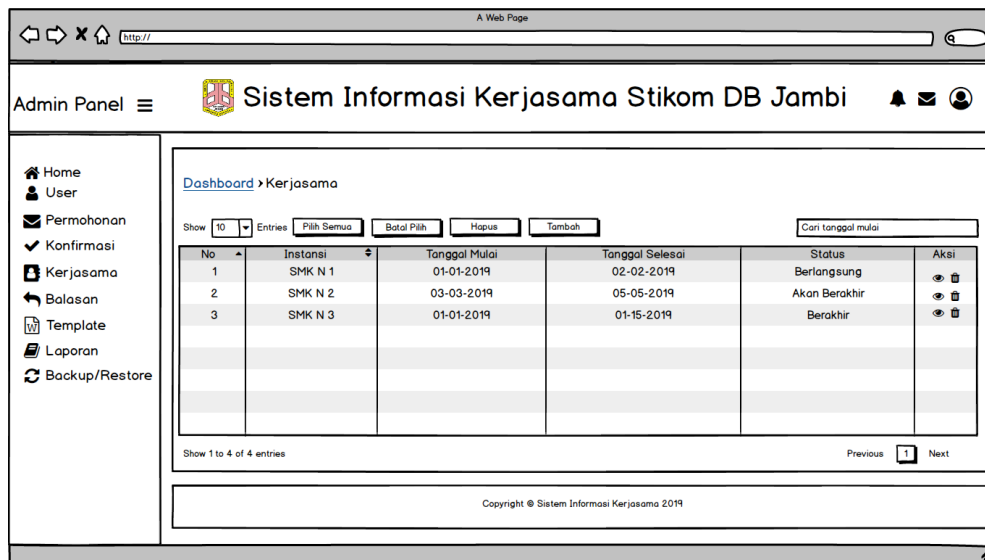 A Web Page
http://
Admin Panel
Sistem Informasi Kerjasama Stikom DB Jambi
Home
User
Permohonan
Konfirmasi
Kerjasama
Balasan
Template
Laporan
Backup/Restore
Dashboard > Kerjasama
Show 10 Entries Pilih Semua Batal Pilih Hapus Tambah Cari tanggal mulai
No Instansi Tanggal Mulai Tanggal Selesai Status Aksi
1 SMK N 1 01-01-2019 02-02-2019 Berlangsung
2 SMK N 2 03-03-2019 05-05-2019 Akan Berakhir
3 SMK N 3 01-01-2019 01-15-2019 Berakhir
Show 1 to 4 of 4 entries Previous 1 Next
Copyright © Sistem Informasi Kerjasama 2019